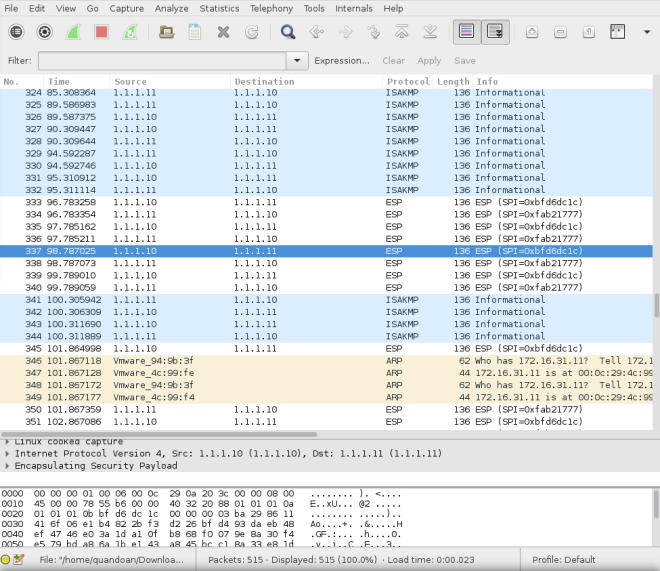 File Edit View Go Capture Analyze Statistics Telephony Tools Internals Help
Filter: Expression... Clear Apply Save
No. Time Source Destination Protocol Length Info
324 85.308364 1.1.1.11 1.1.1.10 ISAKMP 136 Informational
325 89.586983 1.1.1.10 1.1.1.11 ISAKMP 136 Informational
326 89.587375 1.1.1.11 1.1.1.10 ISAKMP 136 Informational
327 90.309447 1.1.1.10 1.1.1.11 ISAKMP 136 Informational
328 90.309644 1.1.1.11 1.1.1.10 ISAKMP 136 Informational
329 94.592287 1.1.1.11 1.1.1.10 ISAKMP 136 Informational
330 94.592746 1.1.1.10 1.1.1.11 ISAKMP 136 Informational
331 95.310912 1.1.1.10 1.1.1.11 ISAKMP 136 Informational
332 95.311114 1.1.1.11 1.1.1.10 ISAKMP 136 Informational
333 96.783258 1.1.1.10 1.1.1.11 ESP 136 ESP (SPI=0xbfd6dc1c)
334 96.783354 1.1.1.11 1.1.1.10 ESP 136 ESP (SPI=0xfab21777)
335 97.785162 1.1.1.10 1.1.1.11 ESP 136 ESP (SPI=0xbfd6dc1c)
336 97.785211 1.1.1.11 1.1.1.10 ESP 136 ESP (SPI=0xfab21777)
337 98.787025 1.1.1.10 1.1.1.11 ESP 136 ESP (SPI=0xbfd6dc1c)
338 98.787073 1.1.1.11 1.1.1.10 ESP 136 ESP (SPI=0xfab21777)
339 99.789010 1.1.1.10 1.1.1.11 ESP 136 ESP (SPI=0xbfd6dc1c)
340 99.789059 1.1.1.11 1.1.1.10 ESP 136 ESP (SPI=0xfab21777)
341 100.305942 1.1.1.11 1.1.1.10 ISAKMP 136 Informational
342 100.306309 1.1.1.10 1.1.1.11 ISAKMP 136 Informational
343 100.311690 1.1.1.10 1.1.1.11 ISAKMP 136 Informational
344 100.311889 1.1.1.11 1.1.1.10 ISAKMP 136 Informational
345 101.864998 1.1.1.10 1.1.1.11 ESP 136 ESP (SPI=0xbfd6dc1c)
346 101.867118 Vmware_94:9b:3f ARP 62 Who has 172.16.31.11? Tell 172.1
347 101.867128 Vmware_4c:99:fe ARP 44 172.16.31.11 is at 00:0c:29:4c:99
348 101.867172 Vmware_94:9b:3f ARP 62 Who has 172.16.31.11? Tell 172.1
349 101.867177 Vmware_4c:99:f4 ARP 44 172.16.31.11 is at 00:0c:29:4c:99
350 101.867359 1.1.1.11 1.1.1.10 ESP 136 ESP (SPI=0xfab21777)
351 102.867086 1.1.1.10 1.1.1.11 ESP 136 ESP (SPI=0xbfd6dc1c)
Linux cooked capture
Internet Protocol Version 4, Src: 1.1.1.10 (1.1.1.10), Dst: 1.1.1.11 (1.1.1.11)
Encapsulating Security Payload
0000 00 00 00 01 00 06 00 0c 29 0a 20 3c 00 00 08 00 ........ ). <....
0010 45 00 00 78 55 b6 00 00 40 32 20 88 01 01 01 0a E..xU... @2 .....
0020 01 01 01 0b bf d6 dc 1c 00 00 00 03 ba 29 86 11 ........ .....)..
0030 41 6f 06 e1 b4 82 2b f3 d2 26 bf d4 93 da eb 48 Ao....+. .&.....H
0040 ef 47 46 e0 3a 1d a1 0f b8 68 f0 07 9e 8a 30 f4 .GF.:... .h....0.
0050 e5 79 bd a8 6a 1b e1 43 a8 45 bc c1 8a 33 e8 1d .y..j..C .E...3..
File: "/home/quandoan/Downloa... Packets: 515 · Displayed: 515 (100.0%) · Load time: 0:00.023 Profile: Default